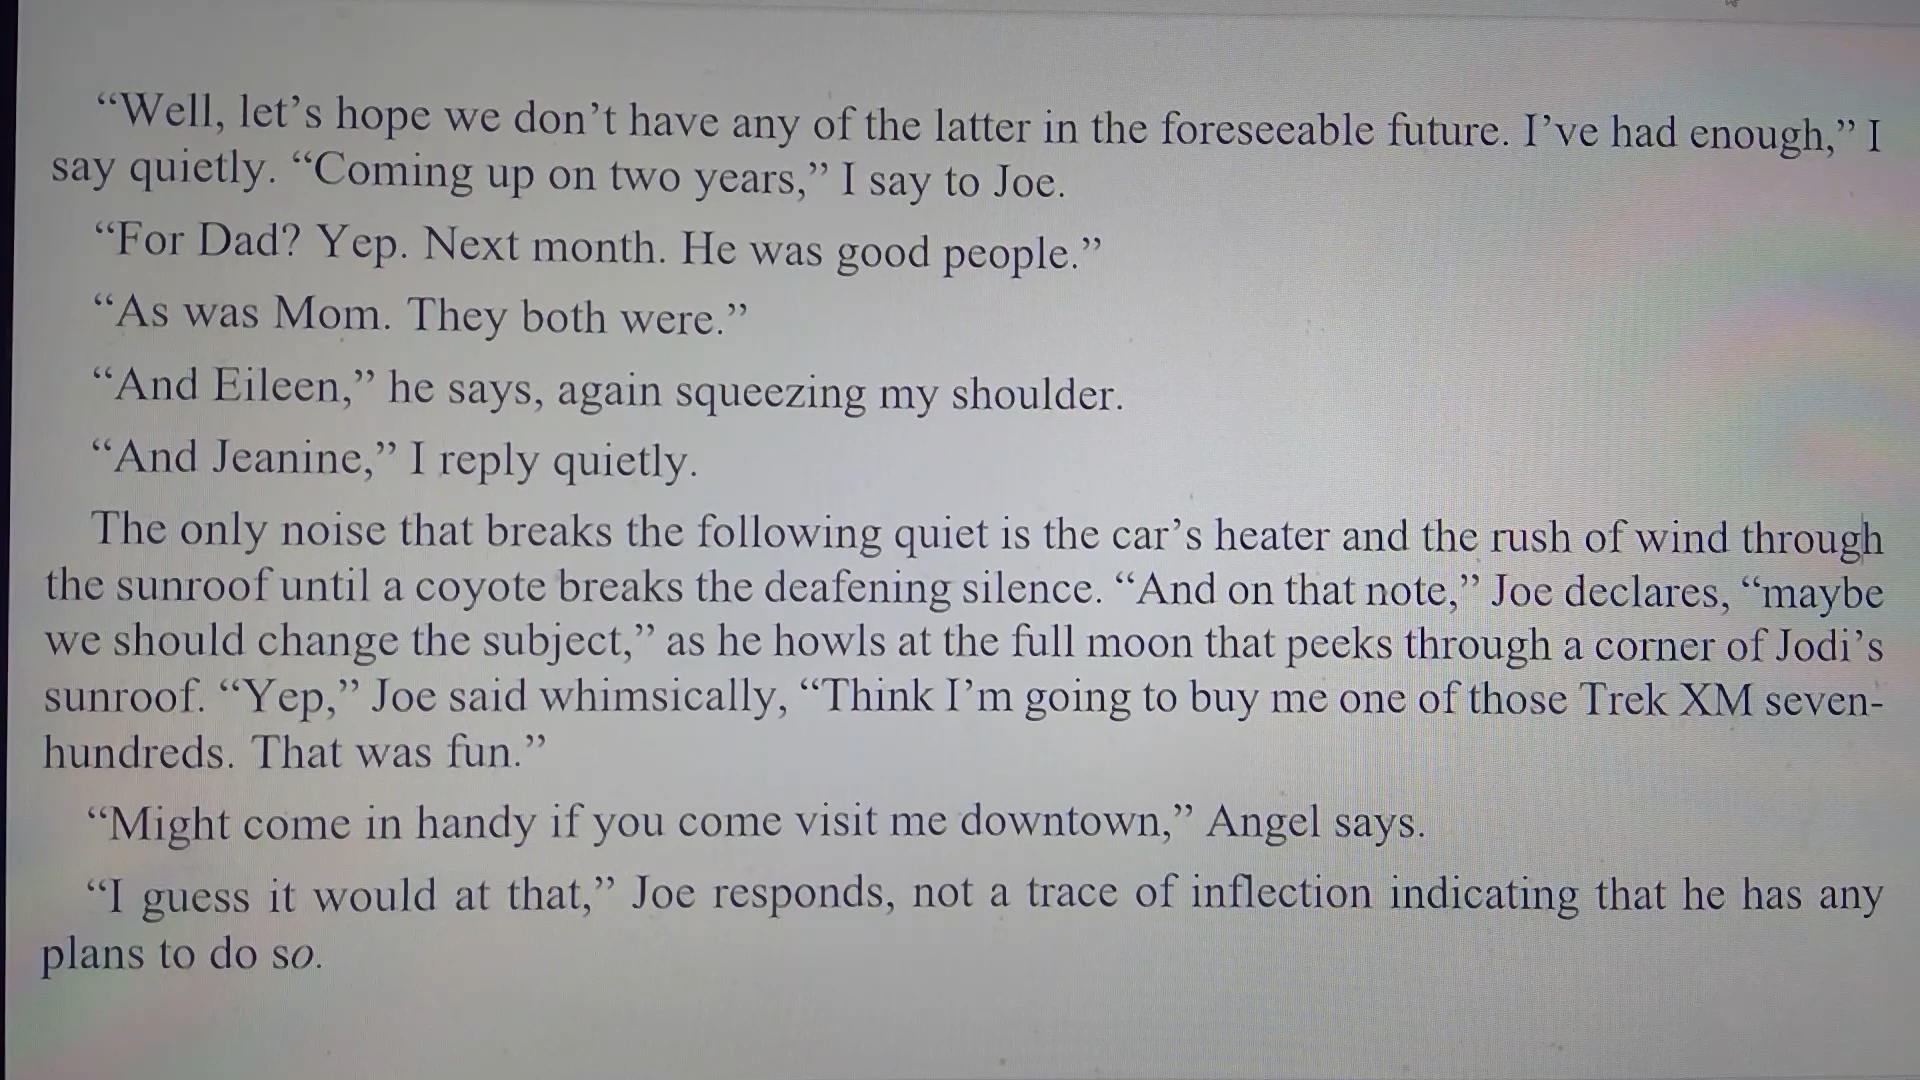 “Well, let’s hope we don’t have any of the latter in the foreseeable future. I’ve had enough,” I
say quietly. “Coming up on two years,” I say to Joe.
“For Dad? Yep. Next month. He was good people.”
“As was Mom. They both were.”
“And Eileen,” he says, again squeezing my shoulder.
“And Jeanine,” I reply quietly.
The only noise that breaks the following quiet is the car’s heater and the rush of wind through
the sunroof until a coyote breaks the deafening silence. “And on that note,” Joe declares, “maybe
we should change the subject,” as he howls at the full moon that peeks through a corner of Jodi’s
sunroof. “Yep,” Joe said whimsically, “Think I’m going to buy me one of those Trek XM seven-
hundreds. That was fun.”
“Might come in handy if you come visit me downtown,” Angel says.
“I guess it would at that,” Joe responds, not a trace of inflection indicating that he has any
plans to do so.